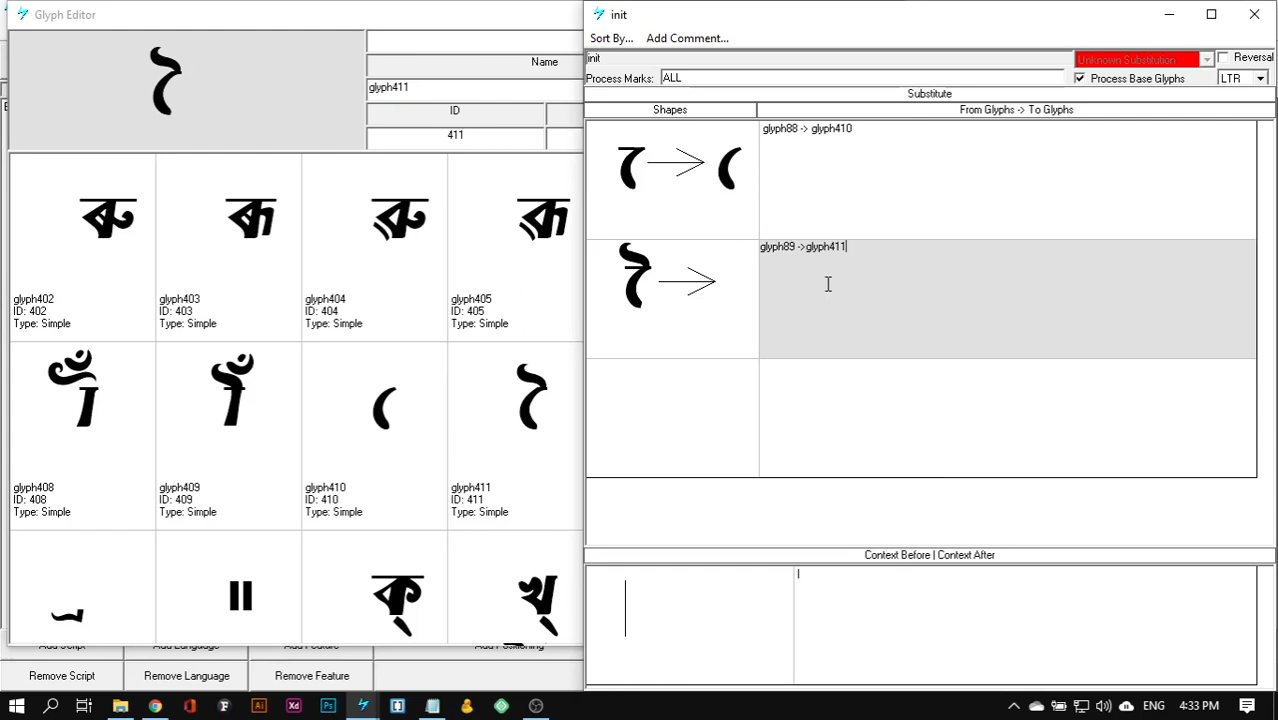 Glyph Editor
Name
glyph411
ID
411
ৰু
ৰূ
ব্রু
ব্রূ
glyph402
ID: 402
Type: Simple
glyph403
ID: 403
Type: Simple
glyph404
ID: 404
Type: Simple
glyph405
ID: 405
Type: Simple
glyph408
ID: 408
Type: Simple
glyph409
ID: 409
Type: Simple
glyph410
ID: 410
Type: Simple
glyph411
ID: 411
Type: Simple
॥
ক্
খ্
Remove Script
Remove Language
Remove Feature
init
Sort By...
Add Comment...
init
Unknown Substitution
Reversal
Process Marks:
ALL
Process Base Glyphs
LTR
Substitute
Shapes
From Glyphs -> To Glyphs
glyph88 -> glyph410
glyph89 ->glyph411
Context Before | Context After
|
Ai
Xd
Ps
ENG
4:33 PM